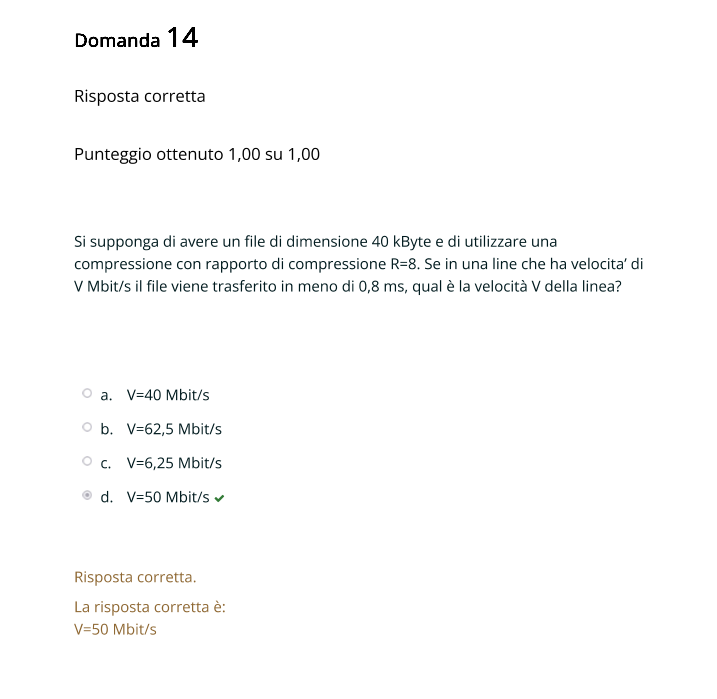 Domanda 14
Risposta corretta
Punteggio ottenuto 1,00 su 1,00
Si supponga di avere un file di dimensione 40 kByte e di utilizzare una
compressione con rapporto di compressione R=8. Se in una line che ha velocita' di
V Mbit/s il file viene trasferito in meno di 0,8 ms, qual è la velocità V della linea?
a. V=40 Mbit/s
b. V=62,5 Mbit/s
c. V=6,25 Mbit/s
d. V=50 Mbit/s
Risposta corretta.
La risposta corretta è:
V=50 Mbit/s